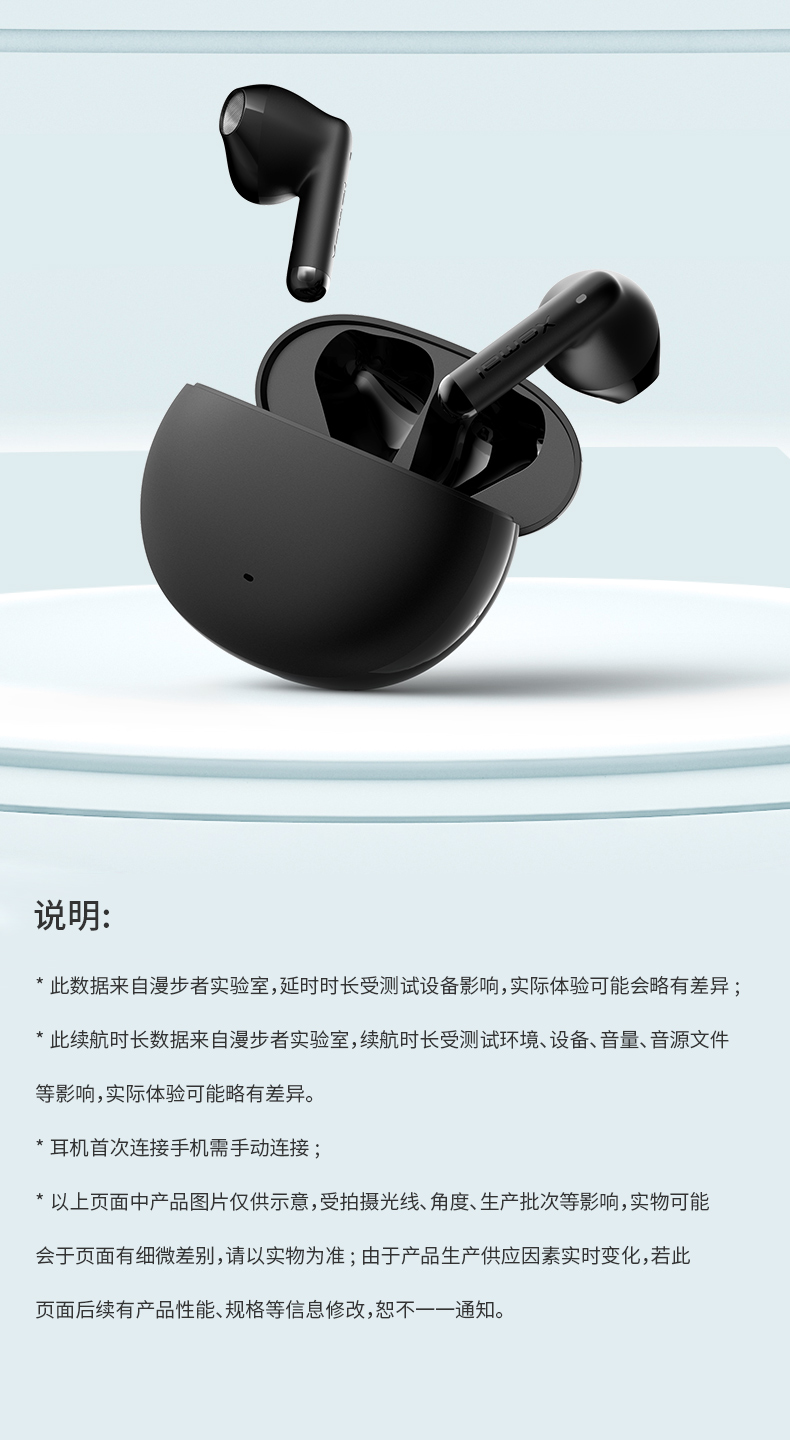 说明:
* 此数据来自漫步者实验室,延时时长受测试设备影响,实际体验可能会略有差异;
* 此续航时长数据来自漫步者实验室,续航时长受测试环境、设备、音量、音源文件
等影响,实际体验可能略有差异。
* 耳机首次连接手机需手动连接;
* 以上页面中产品图片仅供示意,受拍摄光线、角度、生产批次等影响,实物可能
会于页面有细微差别,请以实物为准;由于产品生产供应因素实时变化,若此
页面后续有产品性能、规格等信息修改,恕不一一通知。